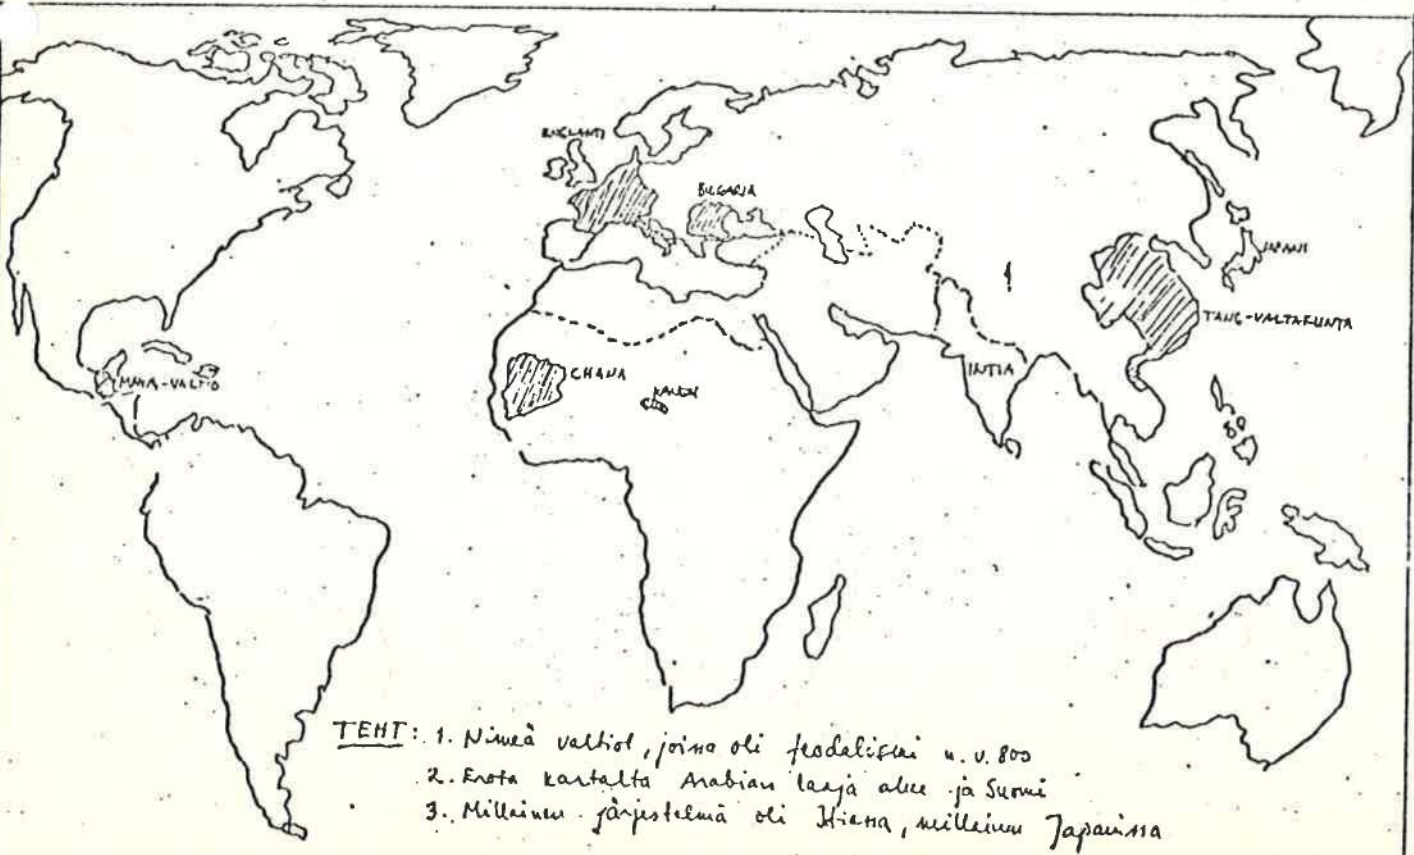 ENGLANTI
BULGARIA
JAPANI
TANG-VALTAKUNTA
GHANA
INTIA
MAYA-VALTIO
TEHT: 1. Nimeä valtiot, joissa oli feodalismi n. v. 800
2. Erota kartalta Arabian laaja alue ja Suomi
3. Millainen järjestelmä oli Intiassa, millainen Japanissa